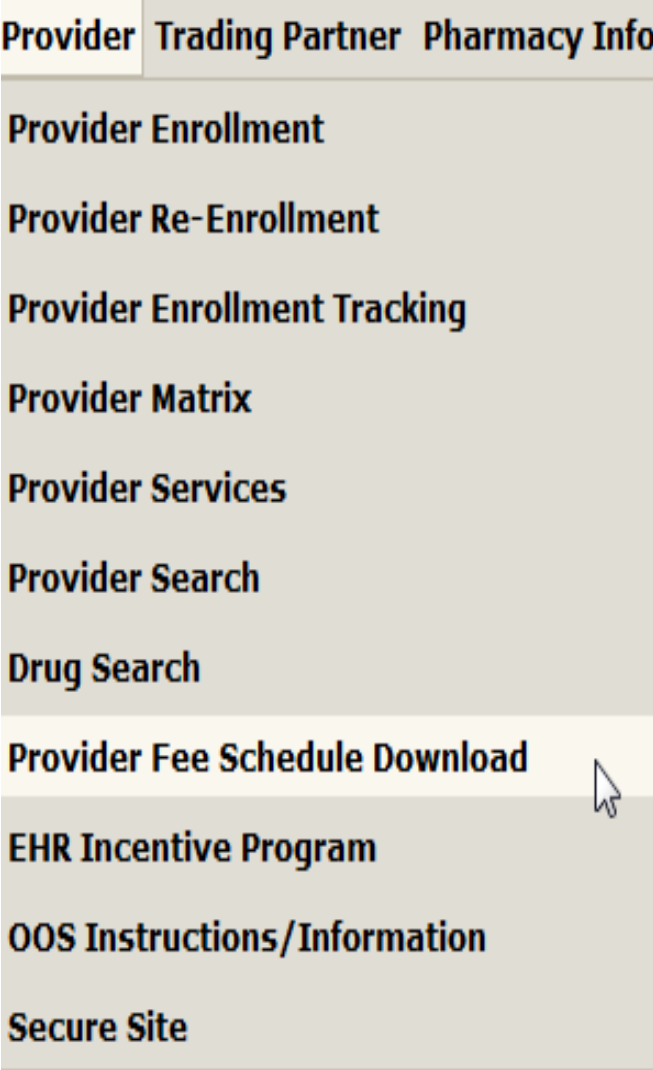 Provider Trading Partner Pharmacy Info
Provider Enrollment
Provider Re-Enrollment
Provider Enrollment Tracking
Provider Matrix
Provider Services
Provider Search
Drug Search
Provider Fee Schedule Download
EHR Incentive Program
OOS Instructions/Information
Secure Site